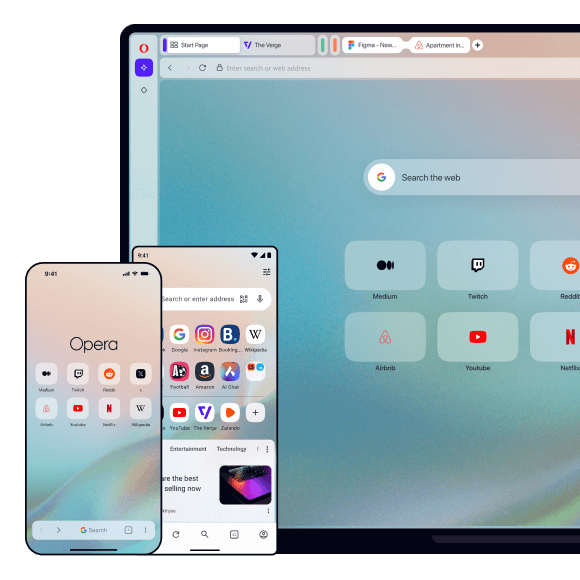 Start Page
The Verge
Figma - New...
Apartment in...
Enter search or web address
Search the web
Medium
Twitch
Reddit
Airbnb
Youtube
Netflix
9:41
Search or enter address
Google
Instagram
Booking...
Wikipedia
Football
Amazon
AI Chat
YouTube
The Verge
Zalando
Entertainment
Technology
are the best
selling now
9:41
Opera
Medium
Twitch
Reddit
x
Airbnb
Youtube
Netflix
Wikipedia
Search